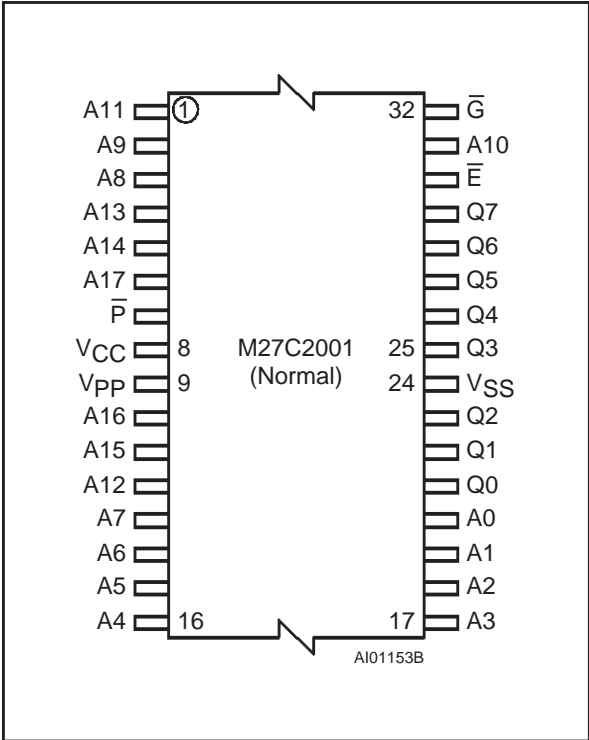 A11 1 32 G̅
A9 A10
A8 E̅
A13 Q7
A14 Q6
A17 Q5
P̅ Q4
VCC 8 M27C2001 25 Q3
VPP 9 (Normal) 24 VSS
A16 Q2
A15 Q1
A12 Q0
A7 A0
A6 A1
A5 A2
A4 16 17 A3
AI01153B